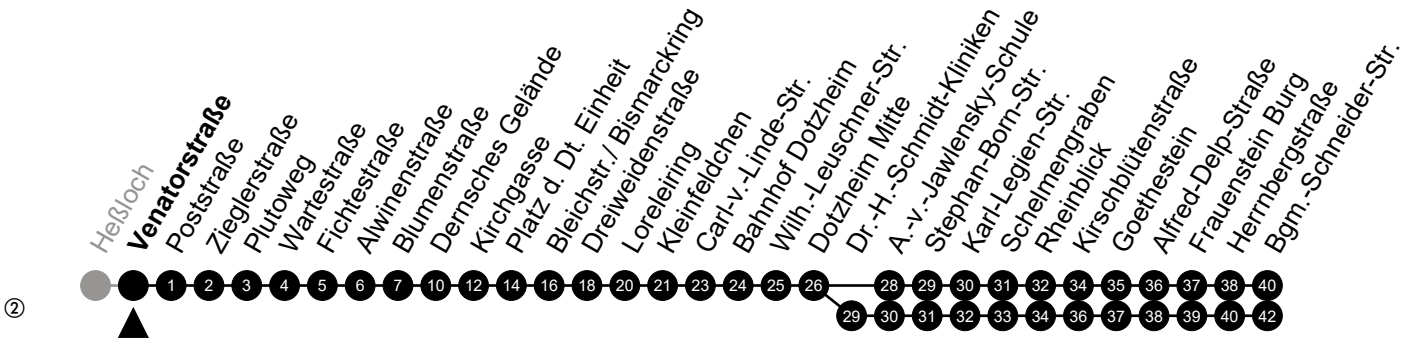 Heßloch
Venatorstraße
Poststraße
Zieglerstraße
Plutoweg
Wartestraße
Fichtestraße
Alwinenstraße
Blumenstraße
Dernsches Gelände
Kirchgasse
Platz d. Dt. Einheit
Bleichstr./ Bismarckring
Dreiweidenstraße
Loreleiring
Kleinfeldchen
Carl-v.-Linde-Str.
Bahnhof Dotzheim
Wilh.-Leuschner-Str.
Dotzheim Mitte
Dr.-H.-Schmidt-Kliniken
A.-v.-Jawlensky-Schule
Stephan-Born-Str.
Karl-Legien-Str.
Schelmengraben
Rheinblick
Kirschblütenstraße
Goethestein
Alfred-Delp-Straße
Frauenstein Burg
Herrnbergstraße
Bgm.-Schneider-Str.
1 2 3 4 5 6 7 10 12 14 16 18 20 21 23 24 25 26 28 29 30 31 32 34 35 36 37 38 40
② 29 30 31 32 33 34 36 37 38 39 40 42